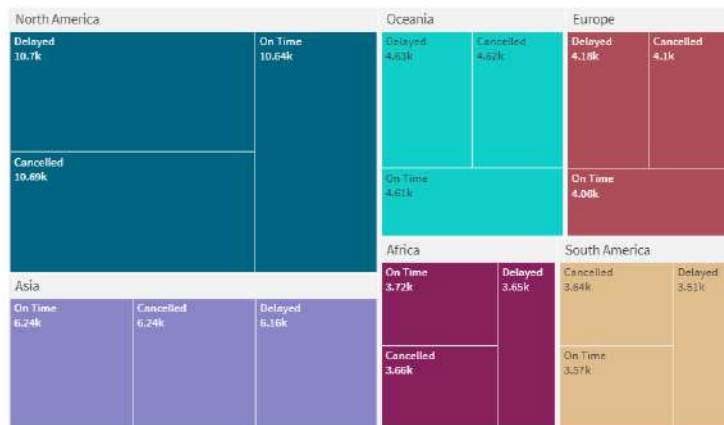 North America
Delayed
10.7k
On Time
10.64k
Cancelled
10.69k
Asia
On Time
6.24k
Cancelled
6.24k
Delayed
6.16k
Oceania
Delayed
4.63k
Cancelled
4.62k
On Time
4.61k
Europe
Delayed
4.18k
Cancelled
4.1k
On Time
4.06k
Africa
On Time
3.72k
Delayed
3.65k
Cancelled
3.66k
South America
Cancelled
3.64k
Delayed
3.51k
On Time
3.57k